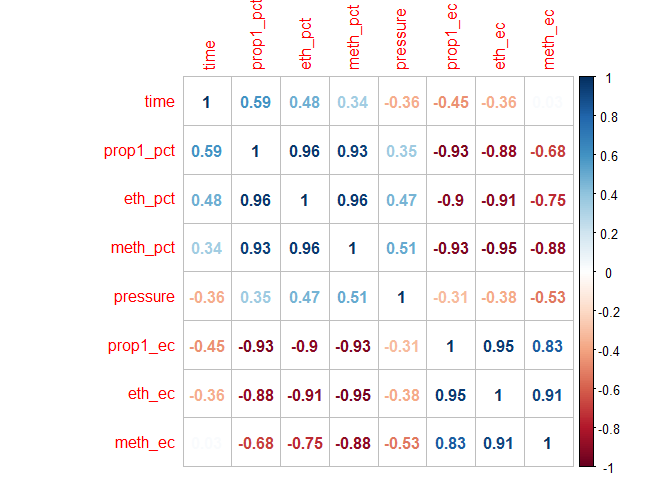 time prop1_pct eth_pct meth_pct pressure prop1_ec eth_ec meth_ec
time 1 0.59 0.48 0.34 -0.36 -0.45 -0.36
prop1_pct 0.59 1 0.96 0.93 0.35 -0.93 -0.88 -0.68
eth_pct 0.48 0.96 1 0.96 0.47 -0.9 -0.91 -0.75
meth_pct 0.34 0.93 0.96 1 0.51 -0.93 -0.95 -0.88
pressure -0.36 0.35 0.47 0.51 1 -0.31 -0.38 -0.53
prop1_ec -0.45 -0.93 -0.9 -0.93 -0.31 1 0.95 0.83
eth_ec -0.36 -0.88 -0.91 -0.95 -0.38 0.95 1 0.91
meth_ec -0.68 -0.75 -0.88 -0.53 0.83 0.91 1
1
0.8
0.6
0.4
0.2
0
-0.2
-0.4
-0.6
-0.8
-1